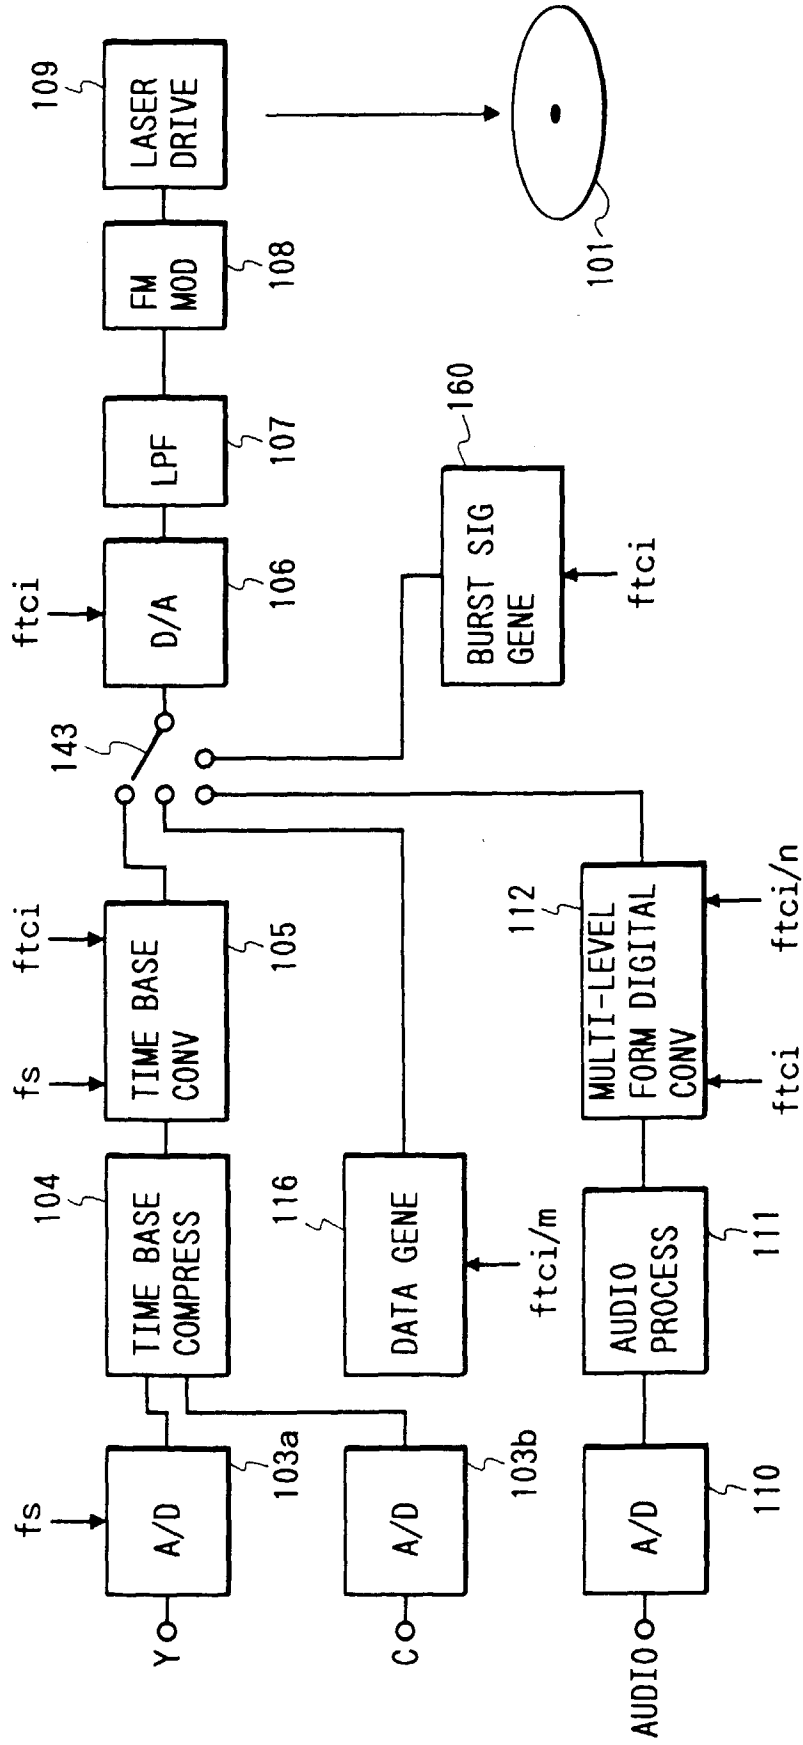 fs
fs
ftci
ftci
Y
A/D
103a
TIME BASE
COMPRESS
104
TIME BASE
CONV
105
143
D/A
106
LPF
107
FM
MOD
108
LASER
DRIVE
109
C
A/D
103b
DATA GENE
116
ftci/m
BURST SIG
GENE
160
ftci
101
AUDIO
A/D
110
AUDIO
PROCESS
111
MULTI-LEVEL
FORM DIGITAL
CONV
112
ftci
ftci/n